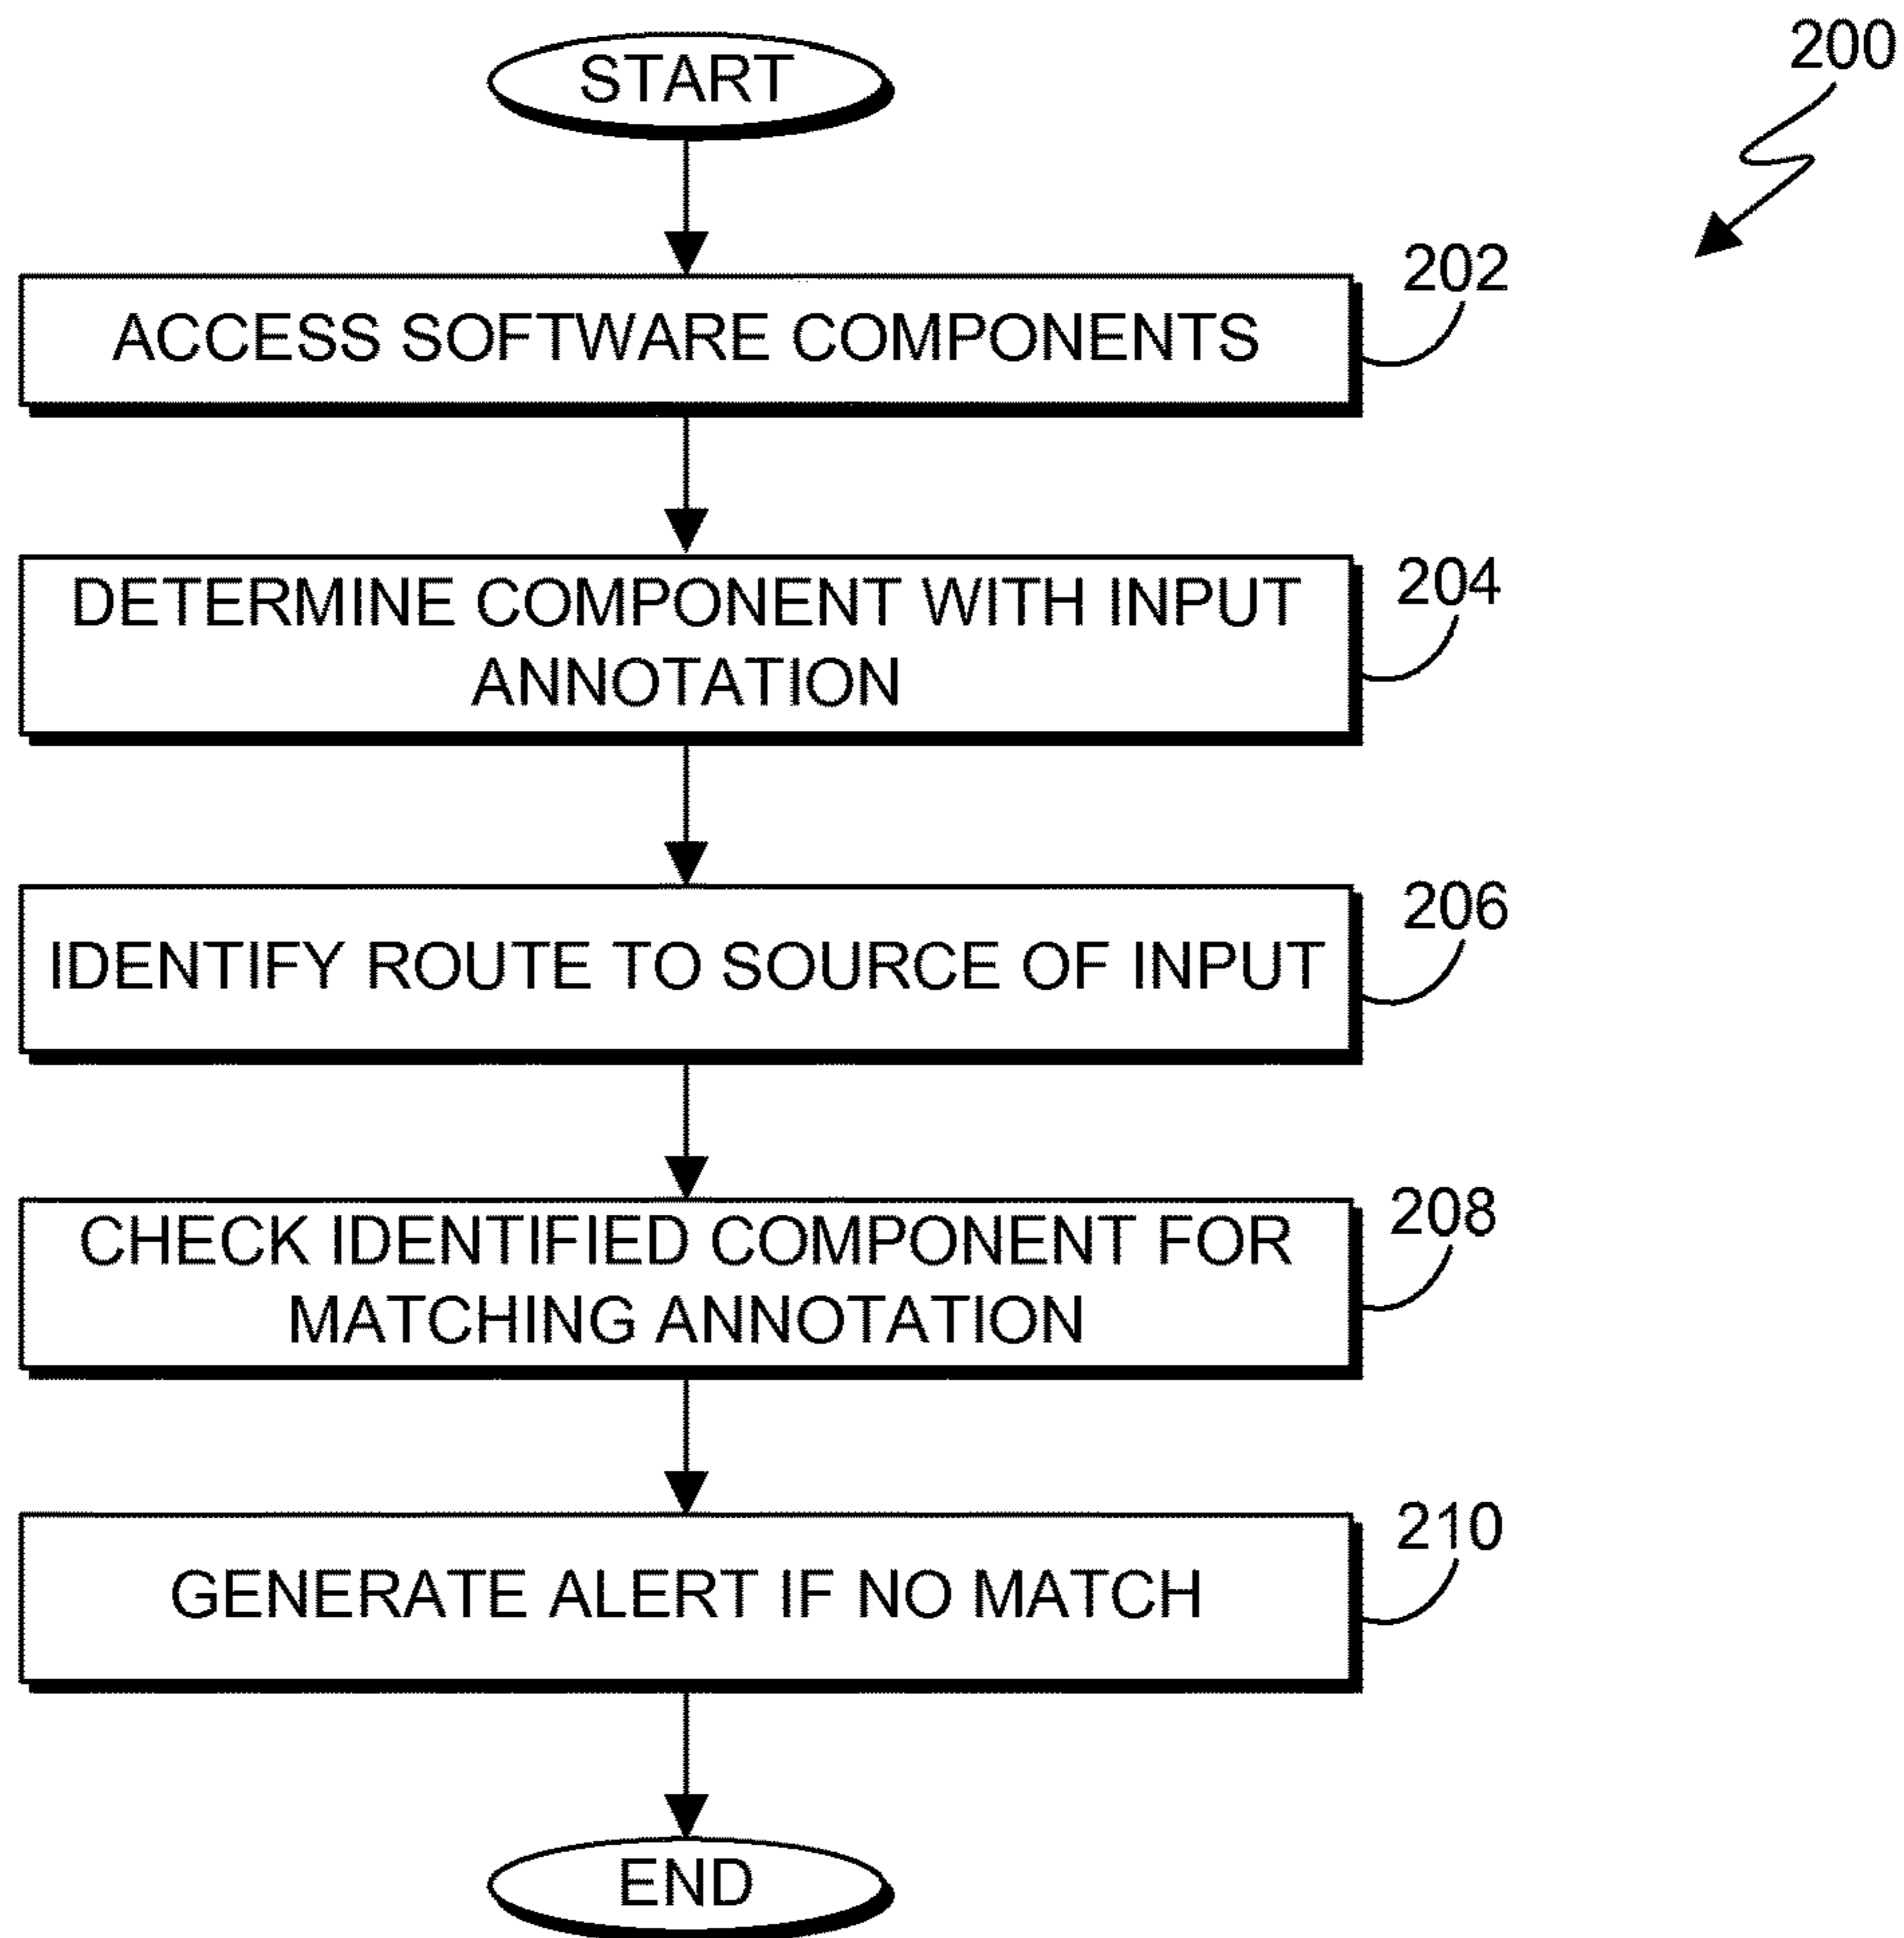 START
200
ACCESS SOFTWARE COMPONENTS
202
DETERMINE COMPONENT WITH INPUT
ANNOTATION
204
IDENTIFY ROUTE TO SOURCE OF INPUT
206
CHECK IDENTIFIED COMPONENT FOR
MATCHING ANNOTATION
208
GENERATE ALERT IF NO MATCH
210
END